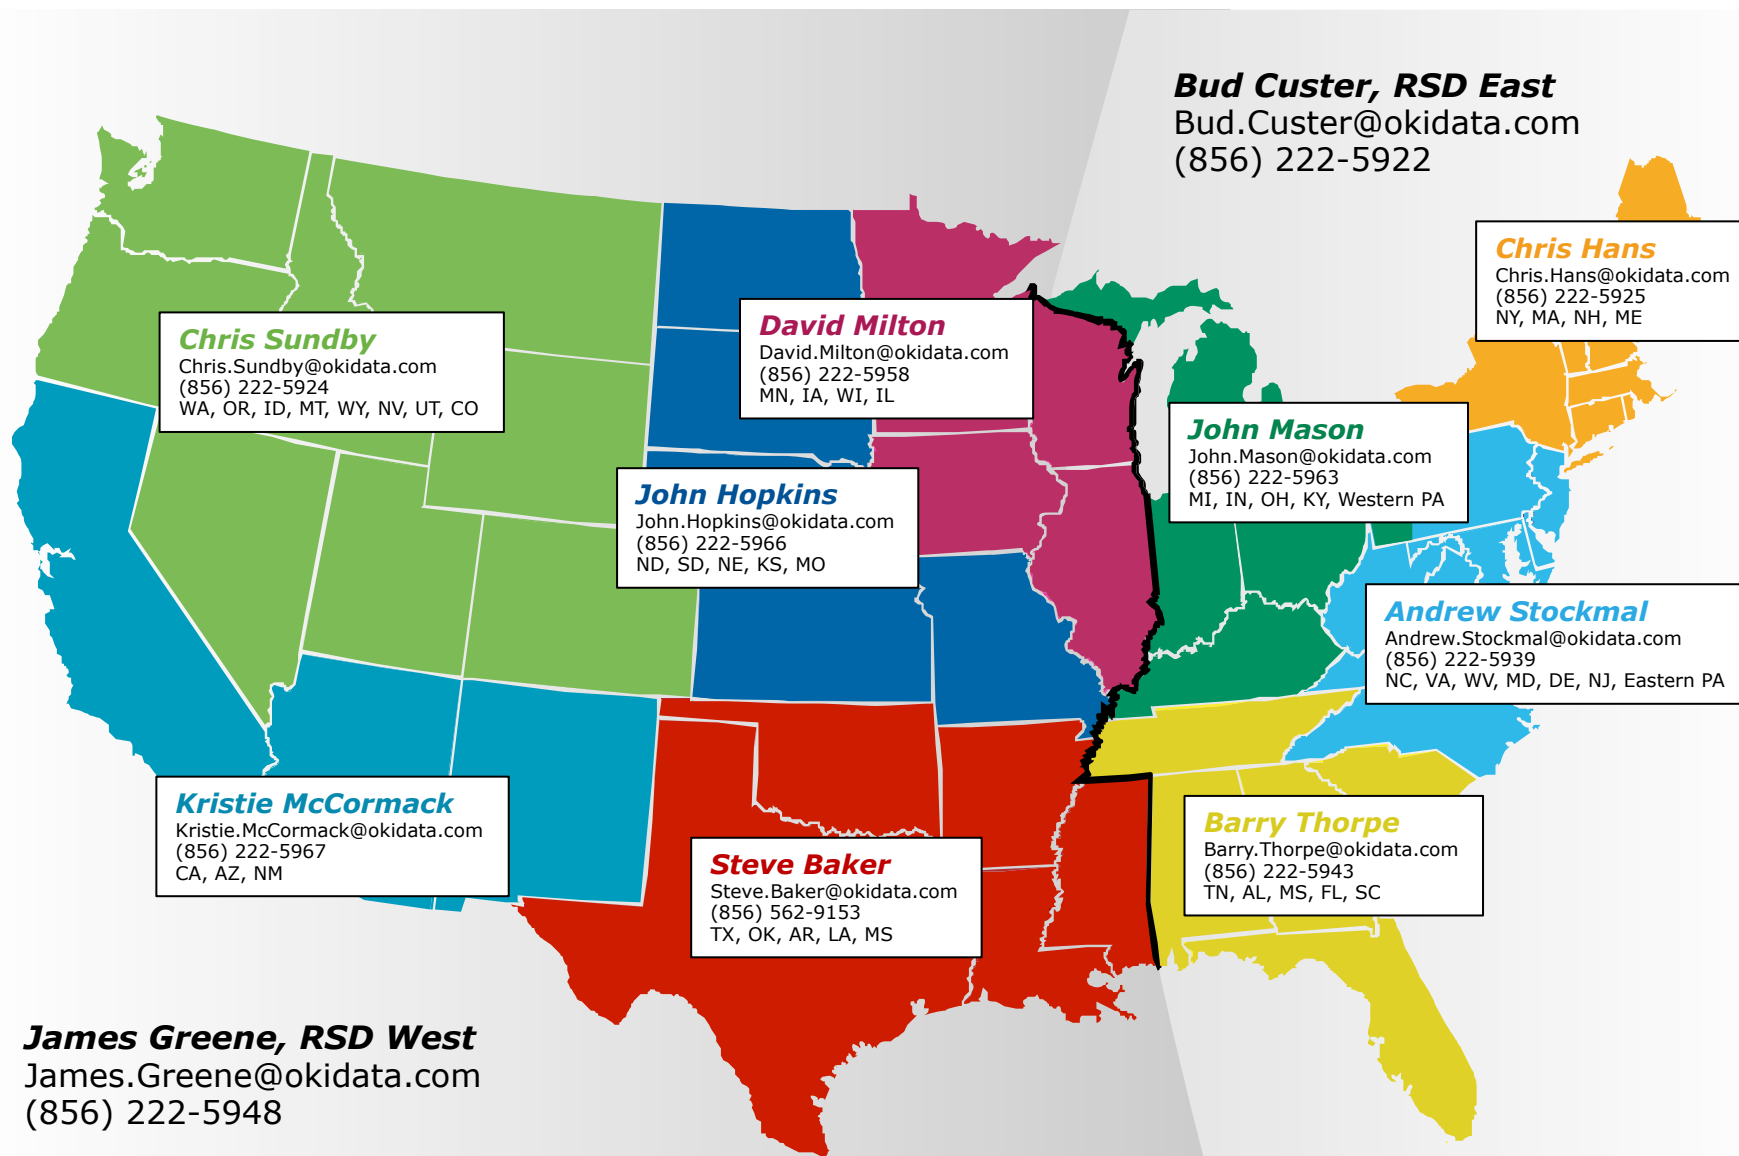 Bud Custer, RSD East
Bud.Custer@okidata.com
(856) 222-5922
Chris Hans
Chris.Hans@okidata.com
(856) 222-5925
NY, MA, NH, ME
Chris Sundby
Chris.Sundby@okidata.com
(856) 222-5924
WA, OR, ID, MT, WY, NV, UT, CO
David Milton
David.Milton@okidata.com
(856) 222-5958
MN, IA, WI, IL
John Mason
John.Mason@okidata.com
(856) 222-5963
MI, IN, OH, KY, Western PA
John Hopkins
John.Hopkins@okidata.com
(856) 222-5966
ND, SD, NE, KS, MO
Andrew Stockmal
Andrew.Stockmal@okidata.com
(856) 222-5939
NC, VA, WV, MD, DE, NJ, Eastern PA
Kristie McCormack
Kristie.McCormack@okidata.com
(856) 222-5967
CA, AZ, NM
Steve Baker
Steve.Baker@okidata.com
(856) 562-9153
TX, OK, AR, LA, MS
Barry Thorpe
Barry.Thorpe@okidata.com
(856) 222-5943
TN, AL, MS, FL, SC
James Greene, RSD West
James.Greene@okidata.com
(856) 222-5948